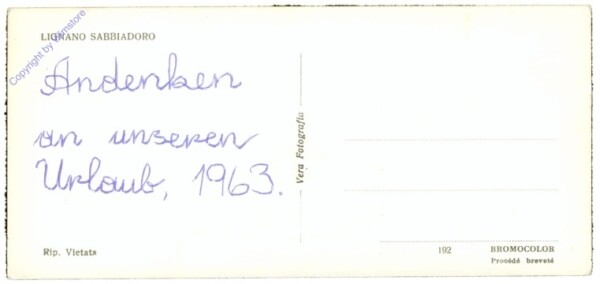 LIGNANO SABBIADORO
Andenken
an unseren
Urlaub, 1963.
Vera Fotografia
Rip. Vietata
192 BROMOCOLOR
Procédé breveté
Copyright by